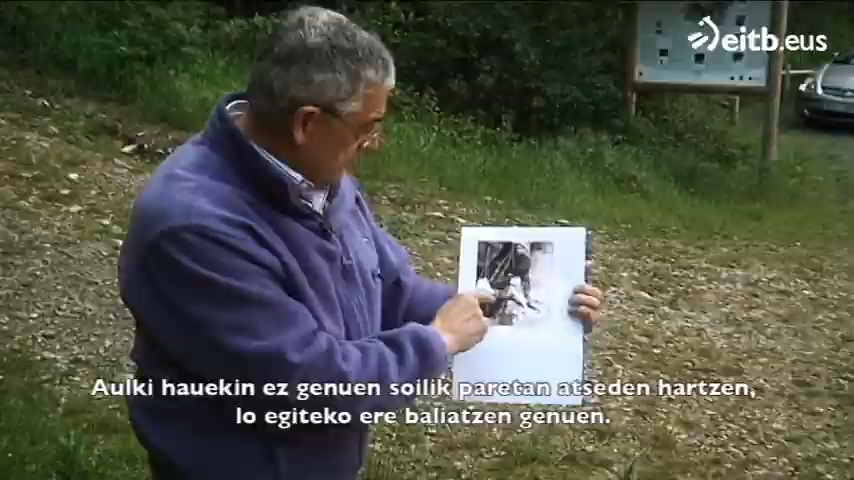 eitb.eus
Aulki hauekin ez genuen soilik paretan atseden hartzen,
lo egiteko ere baliatzen genuen.